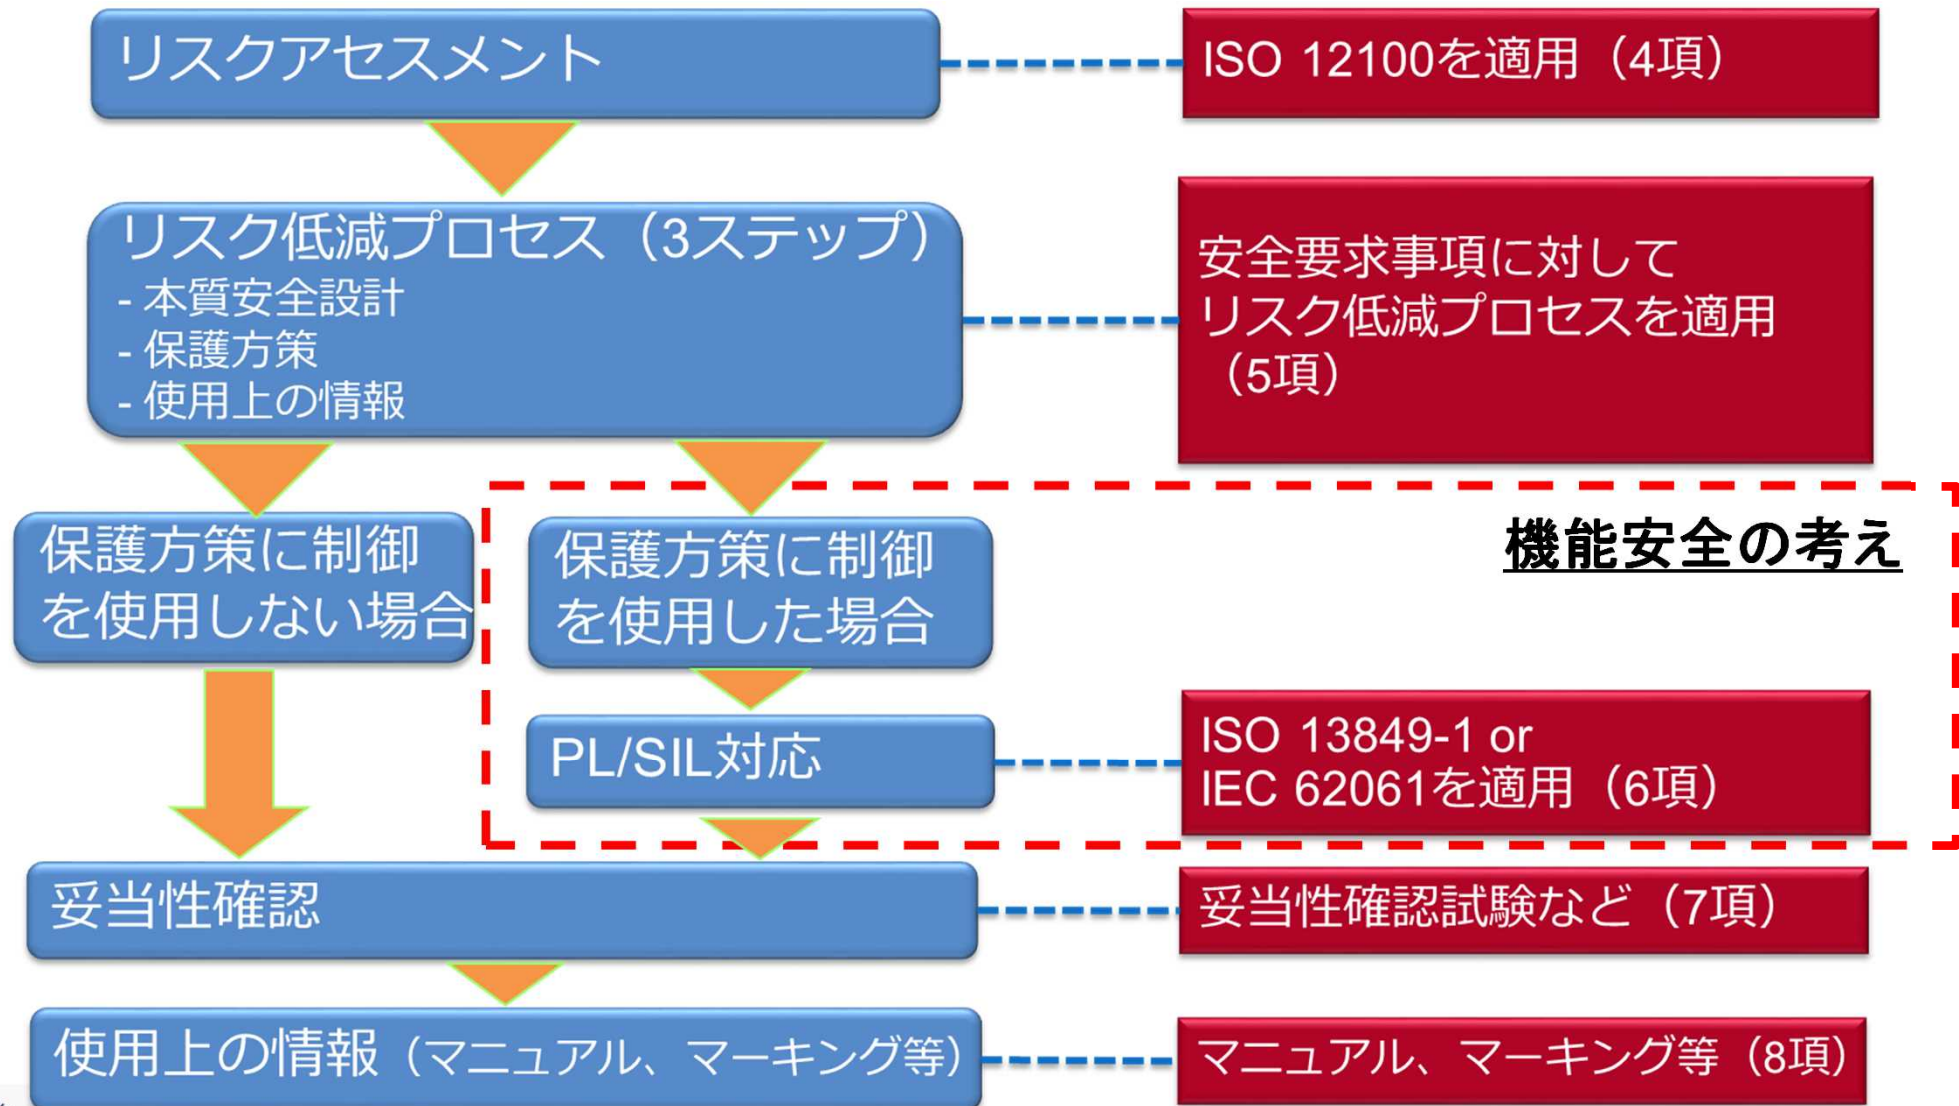 リスクアセスメント
ISO 12100を適用（4項）
リスク低減プロセス（3ステップ）
- 本質安全設計
- 保護方策
- 使用上の情報
安全要求事項に対して
リスク低減プロセスを適用
（5項）
機能安全の考え
保護方策に制御
を使用しない場合
保護方策に制御
を使用した場合
PL/SIL対応
ISO 13849-1 or
IEC 62061を適用（6項）
妥当性確認
妥当性確認試験など（7項）
使用上の情報（マニュアル、マーキング等）
マニュアル、マーキング等（8項）